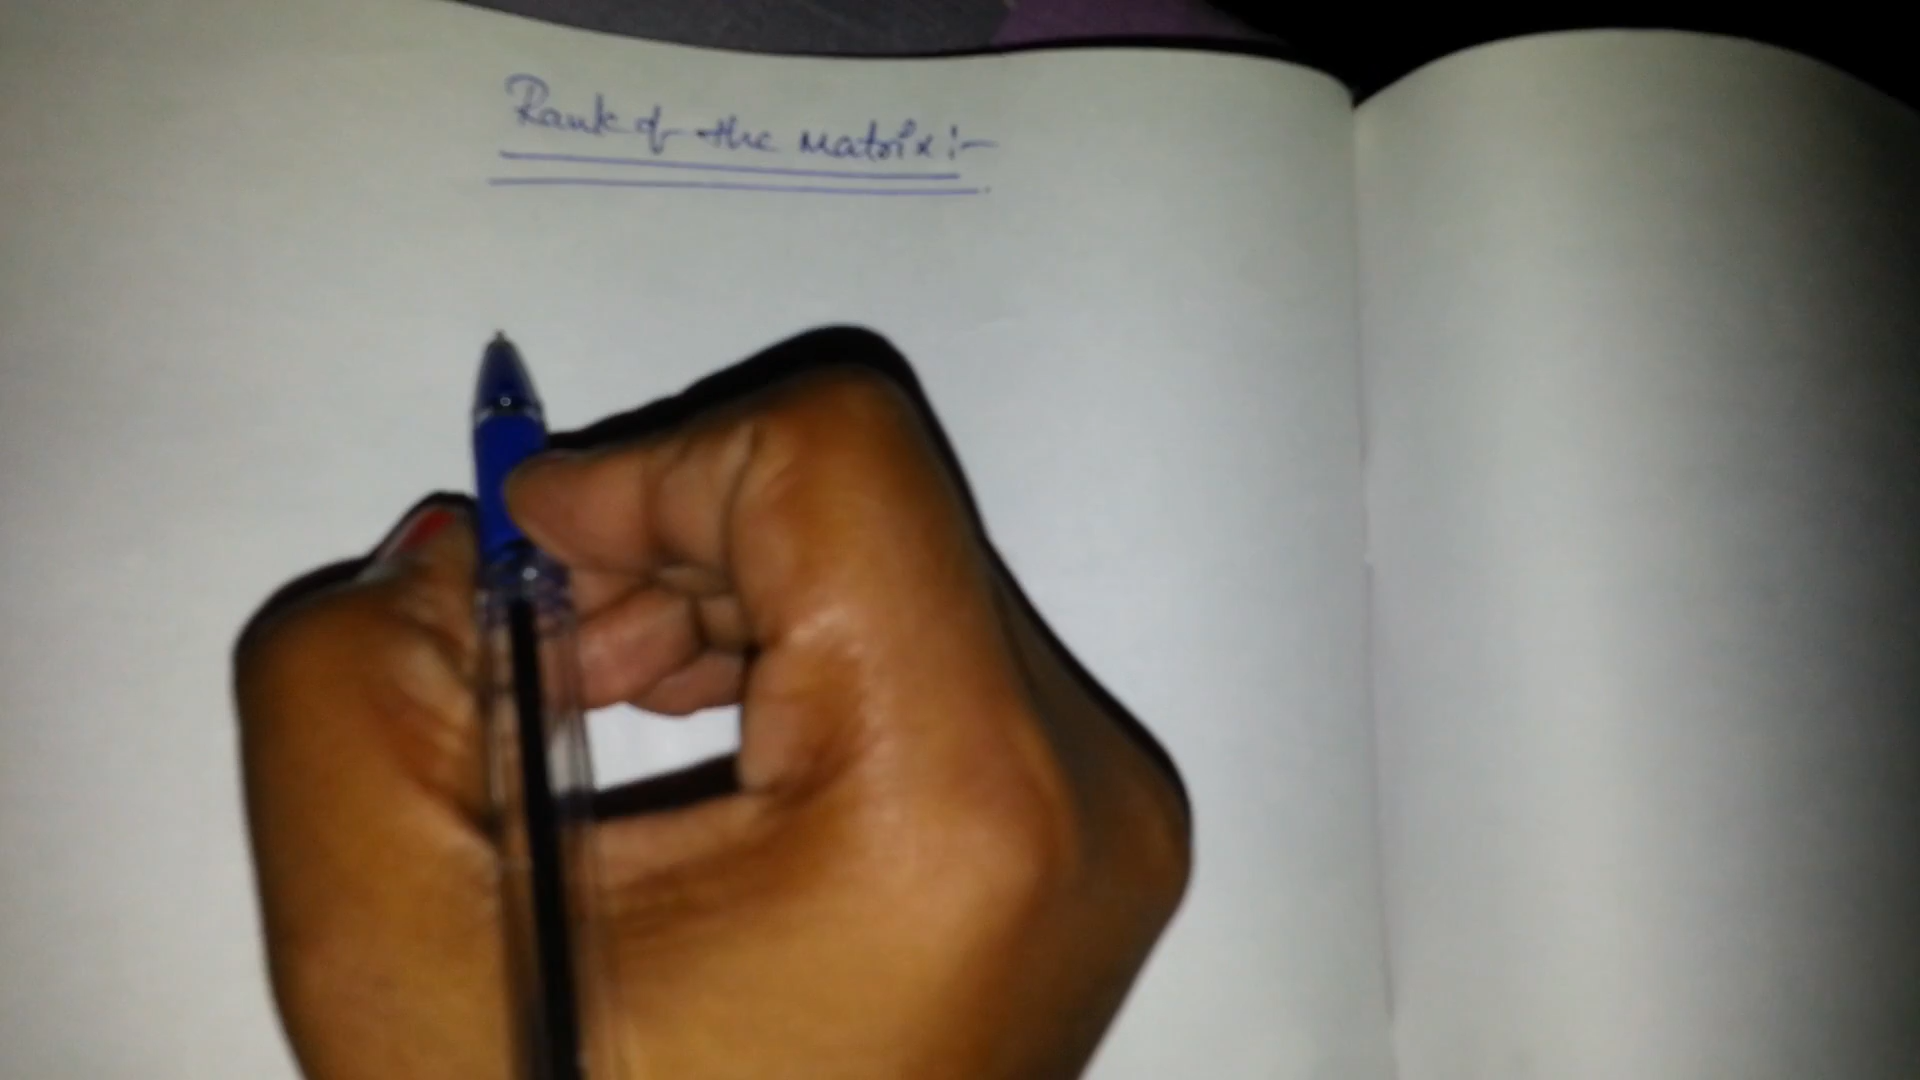 Rank of the Matrix :-